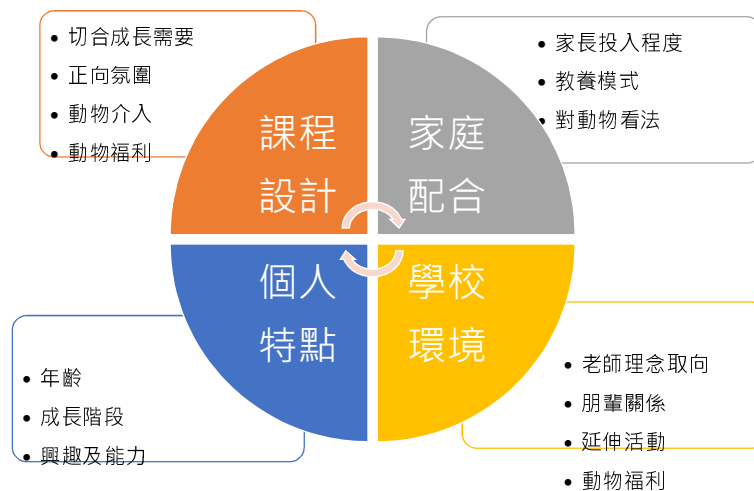 • 切合成長需要
• 正向氛圍
• 動物介入
• 動物福利
• 家長投入程度
• 教養模式
• 對動物看法
課程
設計
家庭
配合
個人
特點
學校
環境
• 年齡
• 成長階段
• 興趣及能力
• 老師理念取向
• 朋輩關係
• 延伸活動
• 動物福利